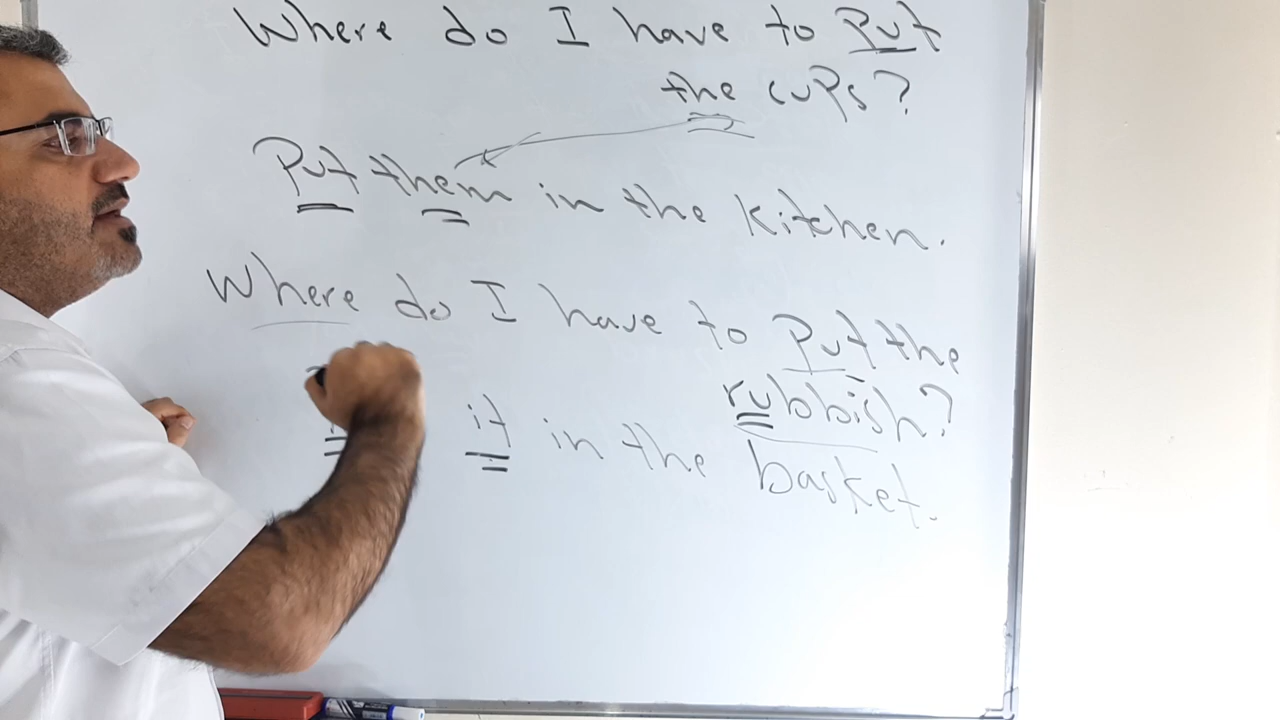 Where do I have to Put
the cups?
Put them in the kitchen.
Where do I have to Put the
rubbish?
it in the basket.